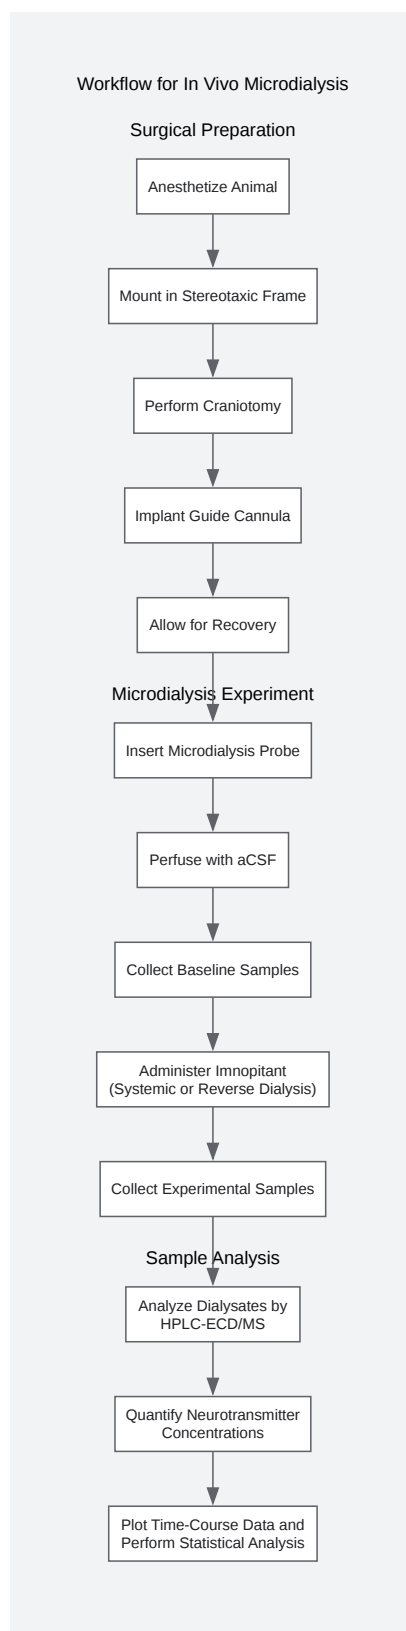 Workflow for In Vivo Microdialysis
Surgical Preparation
Anesthetize Animal
Mount in Stereotaxic Frame
Perform Craniotomy
Implant Guide Cannula
Allow for Recovery
Microdialysis Experiment
Insert Microdialysis Probe
Perfuse with aCSF
Collect Baseline Samples
Administer Imnopitant
(Systemic or Reverse Dialysis)
Collect Experimental Samples
Sample Analysis
Analyze Dialysates by
HPLC-ECD/MS
Quantify Neurotransmitter
Concentrations
Plot Time-Course Data and
Perform Statistical Analysis